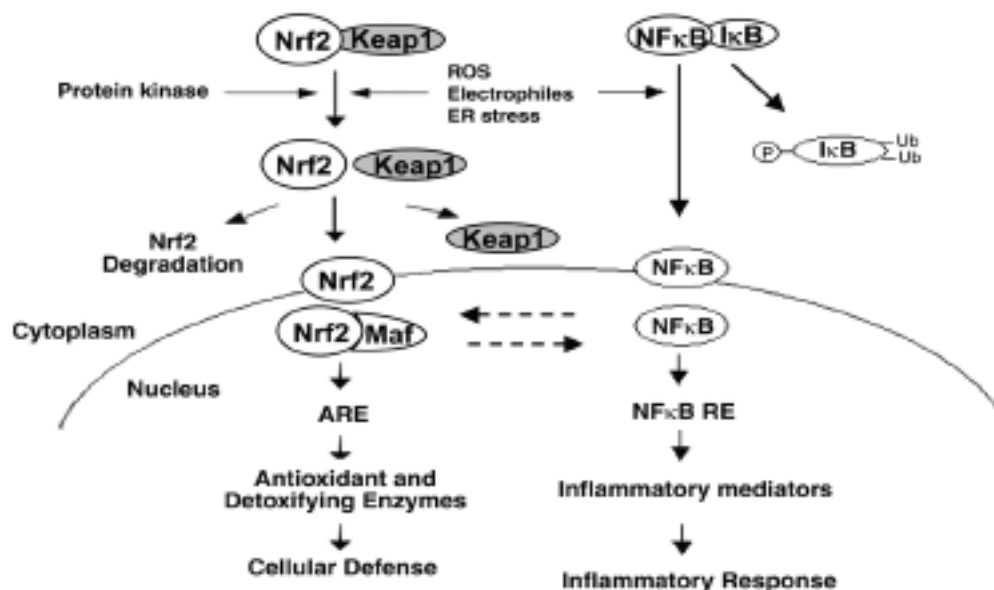 Nrf2 Keap1
NFκB IκB
Protein kinase
ROS
Electrophiles
ER stress
P IκB Ub
Ub
Nrf2 Keap1
Keap1
Nrf2
Degradation
Nrf2
NFκB
Cytoplasm
Nrf2 Maf
NFκB
Nucleus
ARE
NFκB RE
Antioxidant and
Detoxifying Enzymes
Inflammatory mediators
Cellular Defense
Inflammatory Response